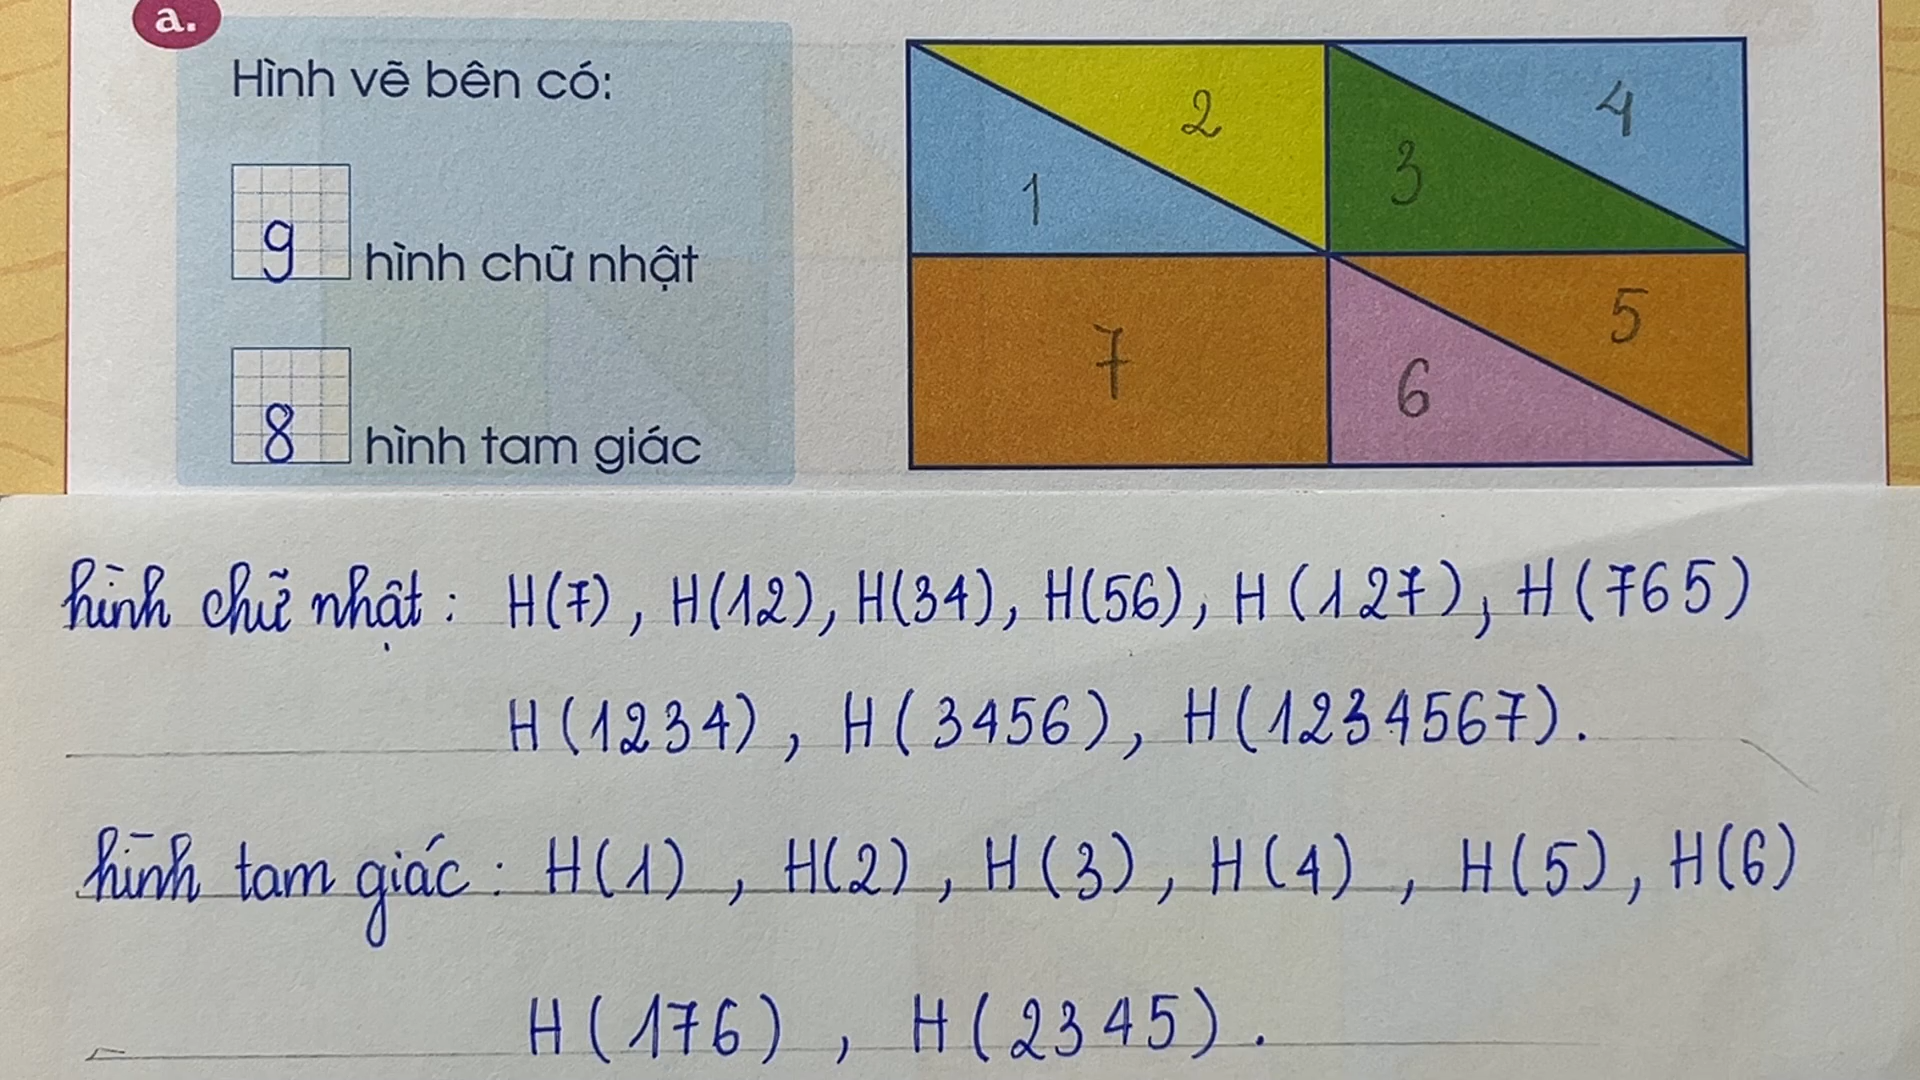 a.
Hình vẽ bên có:
9 hình chữ nhật
8 hình tam giác
1 2 3 4
7 6 5
hình chữ nhật : H(7), H(12), H(34), H(56), H(127), H(765)
H(1234), H(3456), H(1234567).
hình tam giác : H(1), H(2), H(3), H(4), H(5), H(6)
H(176), H(2345).